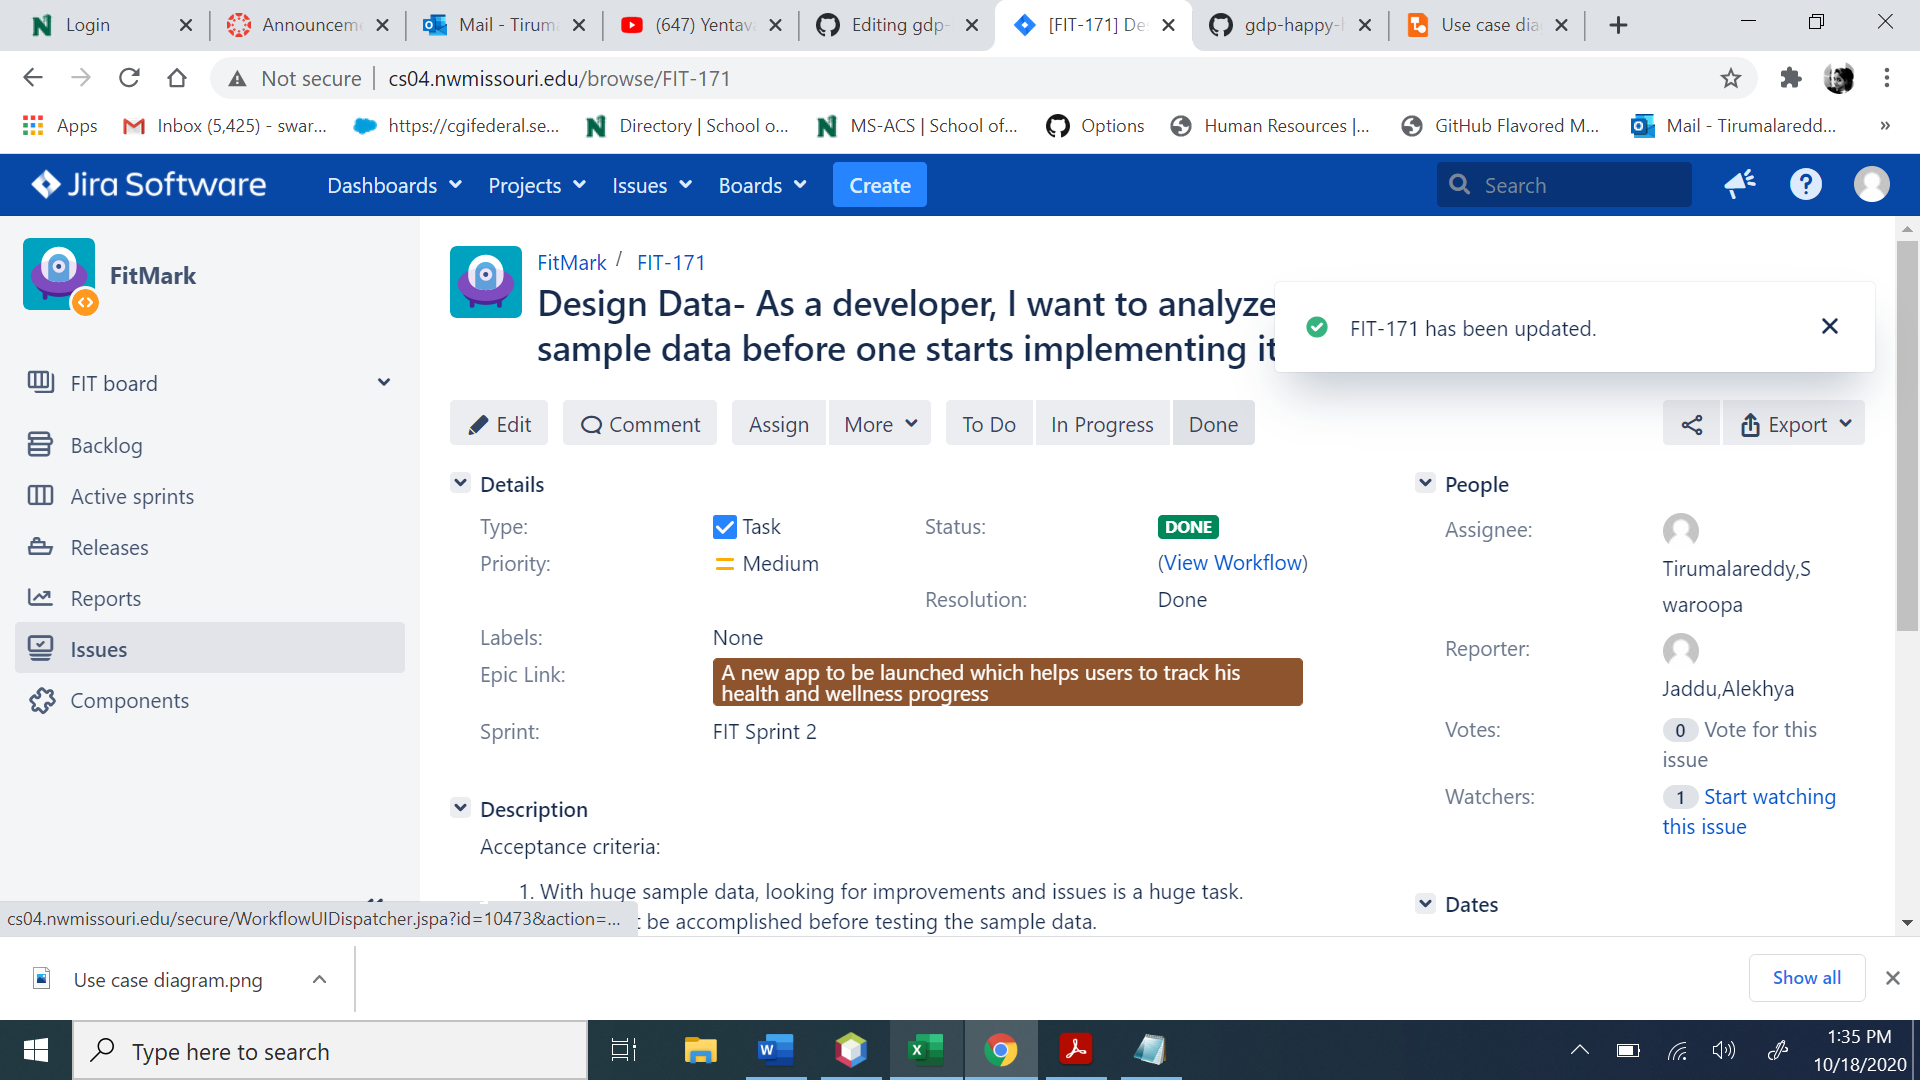 Login
Announceme
Mail - Tiruma
(647) Yentava
Editing gdp-
[FIT-171] De
gdp-happy-h
Use case dia
Not secure
cs04.nwmissouri.edu/browse/FIT-171
Apps
Inbox (5,425) - swar...
https://cgifederal.se...
Directory | School o...
MS-ACS | School of...
Options
Human Resources |...
GitHub Flavored M...
Mail - Tirumalaredd...
»
Jira Software
Dashboards
Projects
Issues
Boards
Create
Search
FitMark
FIT board
Backlog
Active sprints
Releases
Reports
Issues
Components
FitMark / FIT-171
Design Data- As a developer, I want to analyze
sample data before one starts implementing it
FIT-171 has been updated.
Edit
Comment
Assign
More
To Do
In Progress
Done
Export
Details
Type: Task
Status: DONE
Priority: Medium
(View Workflow)
Resolution: Done
Labels: None
Epic Link: A new app to be launched which helps users to track his
health and wellness progress
Sprint: FIT Sprint 2
Description
Acceptance criteria:
1. With huge sample data, looking for improvements and issues is a huge task.
be accomplished before testing the sample data.
People
Assignee:
Tirumalareddy,S
waroopa
Reporter:
Jaddu,Alekhya
Votes: 0 Vote for this
issue
Watchers: 1 Start watching
this issue
Dates
cs04.nwmissouri.edu/secure/WorkflowUIDispatcher.jspa?id=10473&action=...
Use case diagram.png
Show all
Type here to search
1:35 PM
10/18/2020